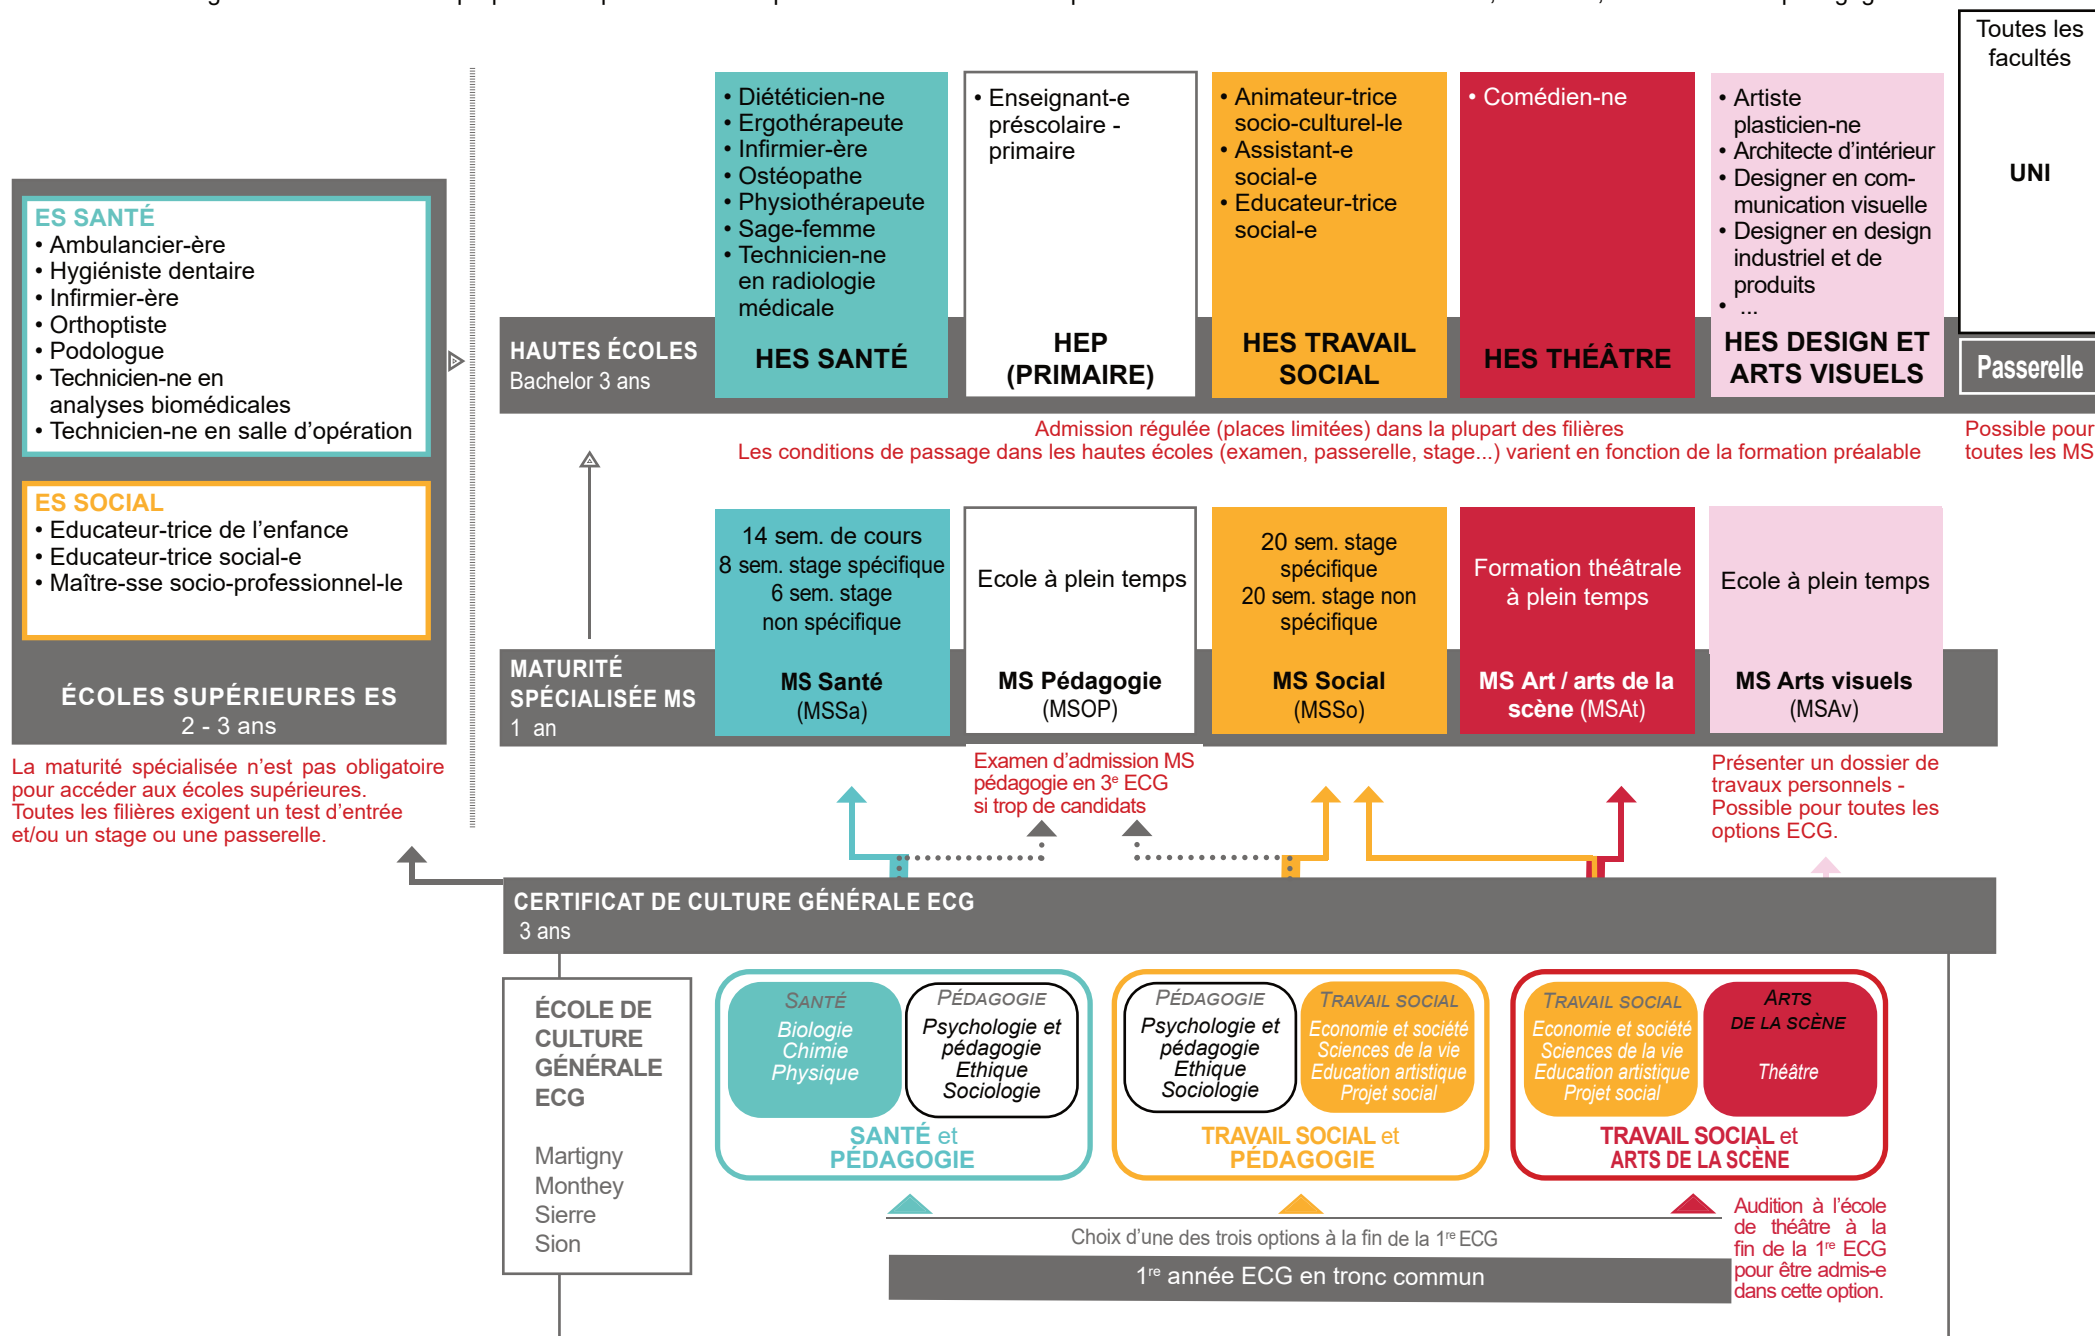 Toutes les
facultés
UNI
Passerelle
Possible pour
toutes les MS
• Diététicien-ne
• Ergothérapeute
• Infirmier-ère
• Ostéopathe
• Physiothérapeute
• Sage-femme
• Technicien-ne
en radiologie
médicale
HES SANTÉ
• Enseignant-e
préscolaire -
primaire
HEP
(PRIMAIRE)
• Animateur-trice
socio-culturel-le
• Assistant-e
social-e
• Educateur-trice
social-e
HES TRAVAIL
SOCIAL
• Comédien-ne
HES THÉÂTRE
• Artiste
plasticien-ne
• Architecte d’intérieur
• Designer en com-
munication visuelle
• Designer en design
industriel et de
produits
• ...
HES DESIGN ET
ARTS VISUELS
HAUTES ÉCOLES
Bachelor 3 ans
Admission régulée (places limitées) dans la plupart des filières
Les conditions de passage dans les hautes écoles (examen, passerelle, stage...) varient en fonction de la formation préalable
ES SANTÉ
• Ambulancier-ère
• Hygiéniste dentaire
• Infirmier-ère
• Orthoptiste
• Podologue
• Technicien-ne en
analyses biomédicales
• Technicien-ne en salle d’opération
ES SOCIAL
• Educateur-trice de l’enfance
• Educateur-trice social-e
• Maître-sse socio-professionnel-le
ÉCOLES SUPÉRIEURES ES
2 - 3 ans
La maturité spécialisée n’est pas obligatoire
pour accéder aux écoles supérieures.
Toutes les filières exigent un test d’entrée
et/ou un stage ou une passerelle.
MATURITÉ
SPÉCIALISÉE MS
1 an
14 sem. de cours
8 sem. stage spécifique
6 sem. stage
non spécifique
MS Santé
(MSSa)
Ecole à plein temps
MS Pédagogie
(MSOP)
20 sem. stage
spécifique
20 sem. stage non
spécifique
MS Social
(MSSo)
Formation théâtrale
à plein temps
MS Art / arts de la
scène (MSAt)
Ecole à plein temps
MS Arts visuels
(MSAv)
Examen d’admission MS
pédagogie en 3e ECG
si trop de candidats
Présenter un dossier de
travaux personnels -
Possible pour toutes les
options ECG.
CERTIFICAT DE CULTURE GÉNÉRALE ECG
3 ans
ÉCOLE DE
CULTURE
GÉNÉRALE
ECG
Martigny
Monthey
Sierre
Sion
SANTÉ
Biologie
Chimie
Physique
PÉDAGOGIE
Psychologie et
pédagogie
Ethique
Sociologie
SANTÉ et
PÉDAGOGIE
PÉDAGOGIE
Psychologie et
pédagogie
Ethique
Sociologie
TRAVAIL SOCIAL
Economie et société
Sciences de la vie
Education artistique
Projet social
TRAVAIL SOCIAL et
PÉDAGOGIE
TRAVAIL SOCIAL
Economie et société
Sciences de la vie
Education artistique
Projet social
ARTS
DE LA SCÈNE
Théâtre
TRAVAIL SOCIAL et
ARTS DE LA SCÈNE
Choix d’une des trois options à la fin de la 1re ECG
1re année ECG en tronc commun
Audition à l’école
de théâtre à la
fin de la 1re ECG
pour être admis-e
dans cette option.